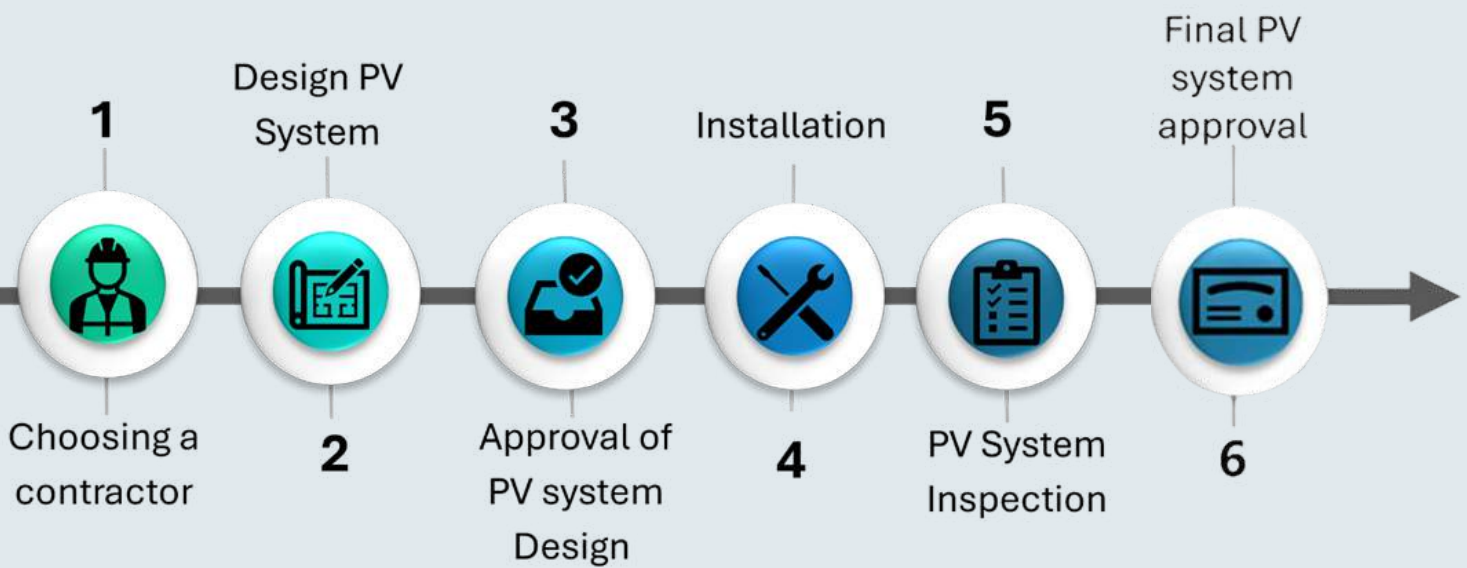 1
Choosing a
contractor
Design PV
System
2
3
Approval of
PV system
Design
Installation
4
5
PV System
Inspection
Final PV
system
approval
6